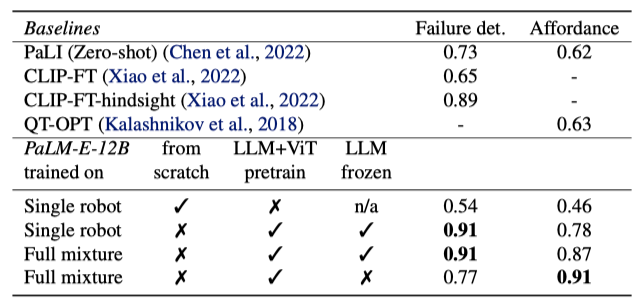 Baselines Failure det. Affordance
PaLI (Zero-shot) (Chen et al., 2022) 0.73 0.62
CLIP-FT (Xiao et al., 2022) 0.65 -
CLIP-FT-hindsight (Xiao et al., 2022) 0.89 -
QT-OPT (Kalashnikov et al., 2018) - 0.63
PaLM-E-12B from LLM+ViT LLM
trained on scratch pretrain frozen
Single robot ✓ ✗ n/a 0.54 0.46
Single robot ✗ ✓ ✓ 0.91 0.78
Full mixture ✗ ✓ ✓ 0.91 0.87
Full mixture ✗ ✓ ✗ 0.77 0.91